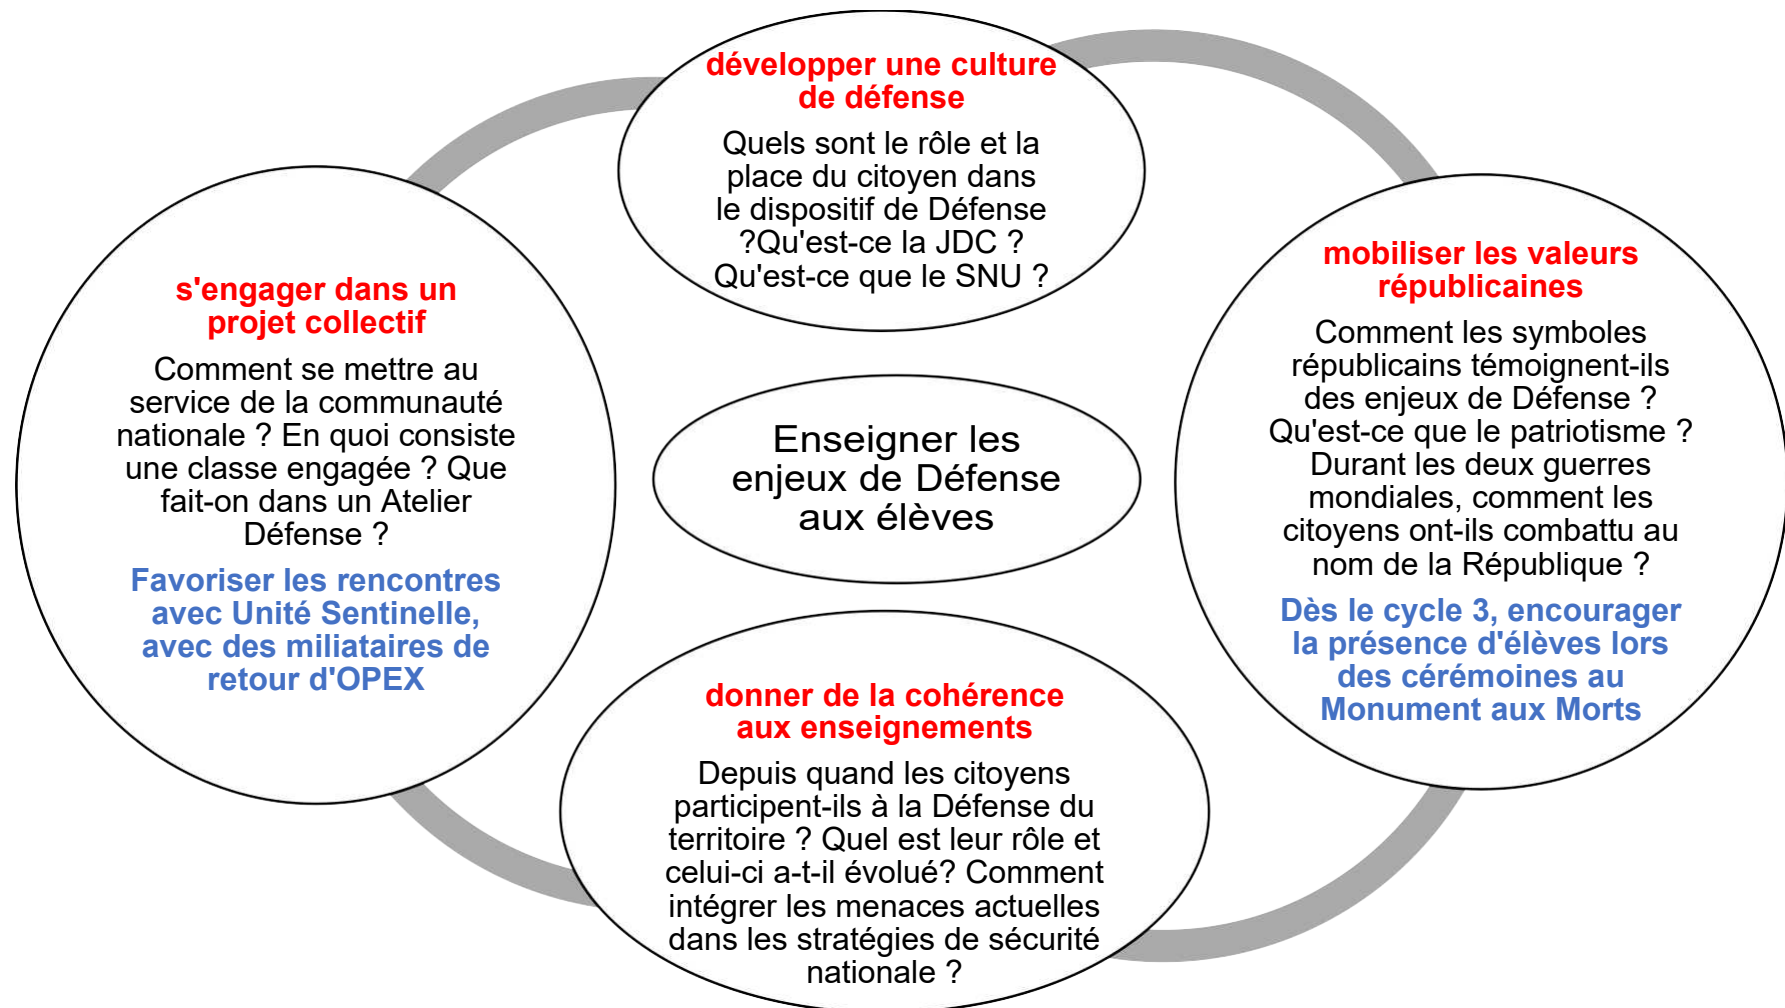 développer une culture
de défense
Quels sont le rôle et la
place du citoyen dans
le dispositif de Défense
?Qu'est-ce la JDC ?
Qu'est-ce que le SNU ?
mobiliser les valeurs
républicaines
Comment les symboles
républicains témoignent-ils
des enjeux de Défense ?
Qu'est-ce que le patriotisme ?
Durant les deux guerres
mondiales, comment les
citoyens ont-ils combattu au
nom de la République ?
Dès le cycle 3, encourager
la présence d'élèves lors
des cérémoines au
Monument aux Morts
s'engager dans un
projet collectif
Comment se mettre au
service de la communauté
nationale ? En quoi consiste
une classe engagée ? Que
fait-on dans un Atelier
Défense ?
Favoriser les rencontres
avec Unité Sentinelle,
avec des miliataires de
retour d'OPEX
Enseigner les
enjeux de Défense
aux élèves
donner de la cohérence
aux enseignements
Depuis quand les citoyens
participent-ils à la Défense du
territoire ? Quel est leur rôle et
celui-ci a-t-il évolué? Comment
intégrer les menaces actuelles
dans les stratégies de sécurité
nationale ?